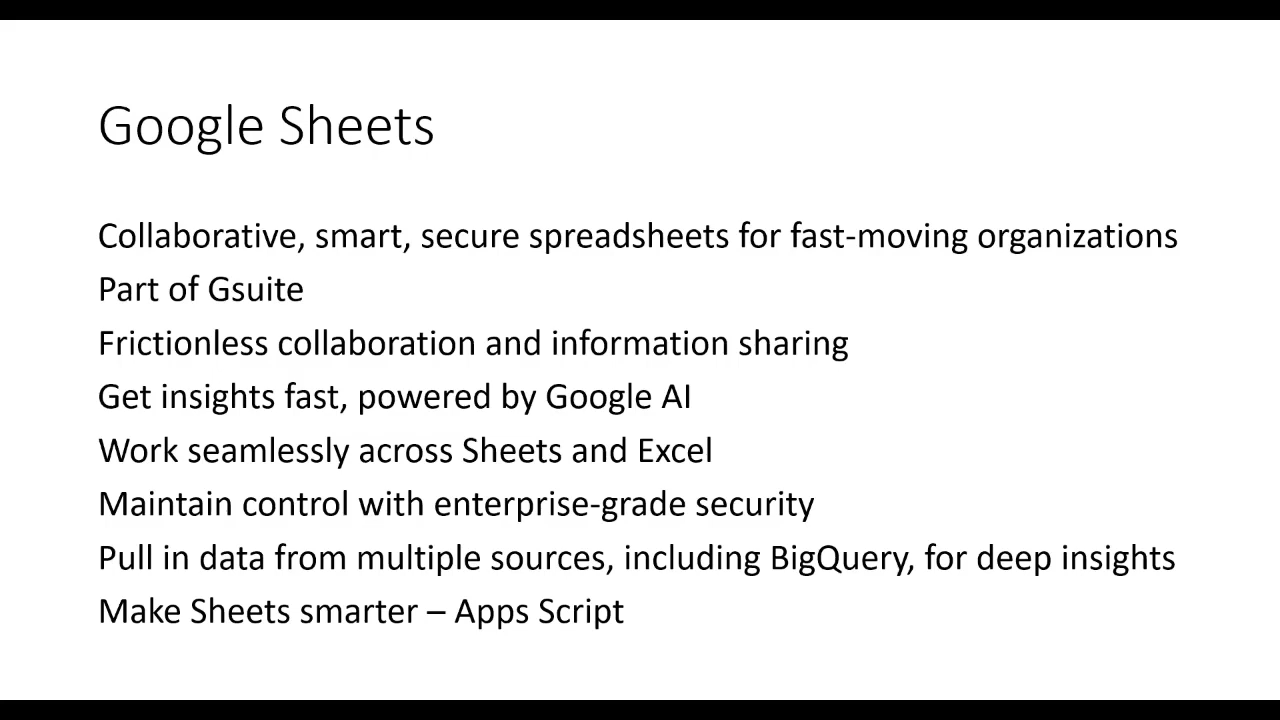 Google Sheets
Collaborative, smart, secure spreadsheets for fast-moving organizations
Part of Gsuite
Frictionless collaboration and information sharing
Get insights fast, powered by Google AI
Work seamlessly across Sheets and Excel
Maintain control with enterprise-grade security
Pull in data from multiple sources, including BigQuery, for deep insights
Make Sheets smarter – Apps Script